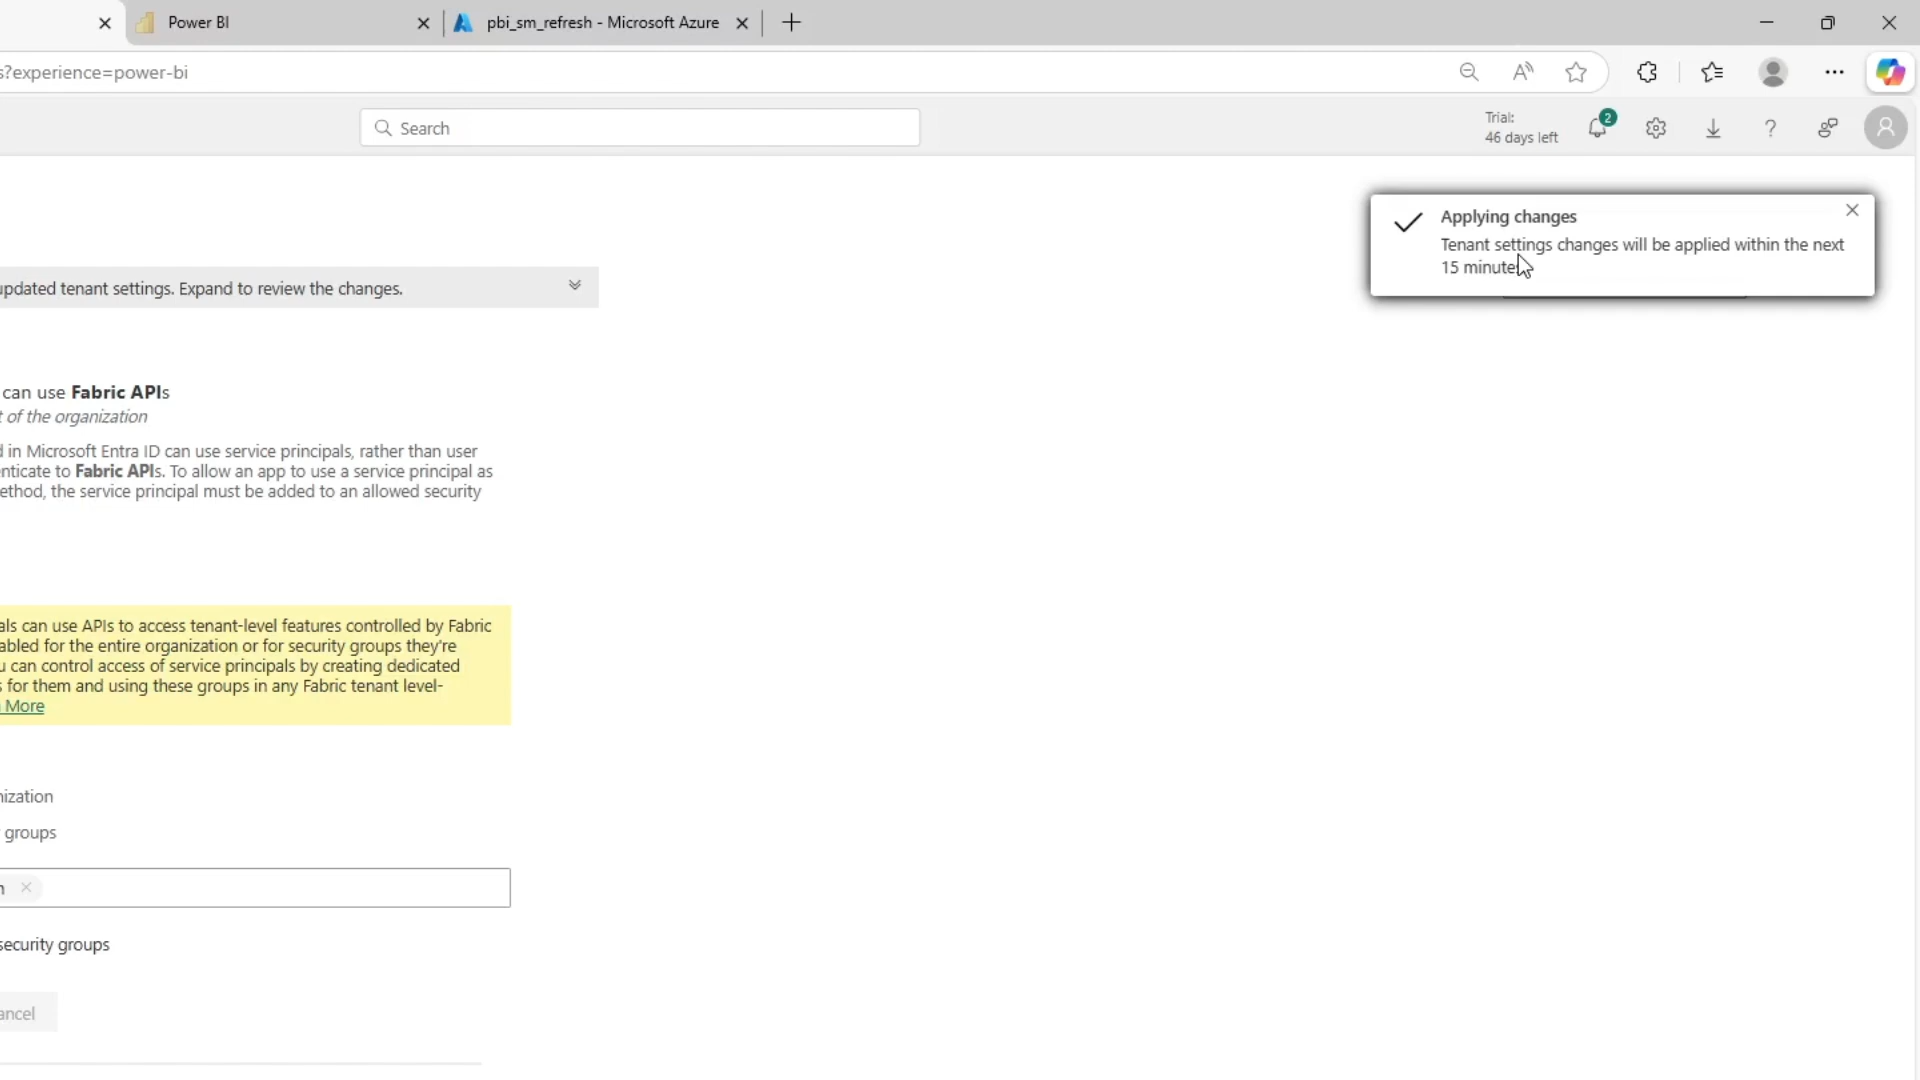 Power BI
pbi_sm_refresh - Microsoft Azure
s?experience=power-bi
Search
Trial:
46 days left
2
Applying changes
Tenant settings changes will be applied within the next
15 minutes
updated tenant settings. Expand to review the changes.
can use Fabric APIs
t of the organization
d in Microsoft Entra ID can use service principals, rather than user
enticate to Fabric APIs. To allow an app to use a service principal as
ethod, the service principal must be added to an allowed security
als can use APIs to access tenant-level features controlled by Fabric
abled for the entire organization or for security groups they're
u can control access of service principals by creating dedicated
s for them and using these groups in any Fabric tenant level-
More
nization
groups
n
security groups
ancel